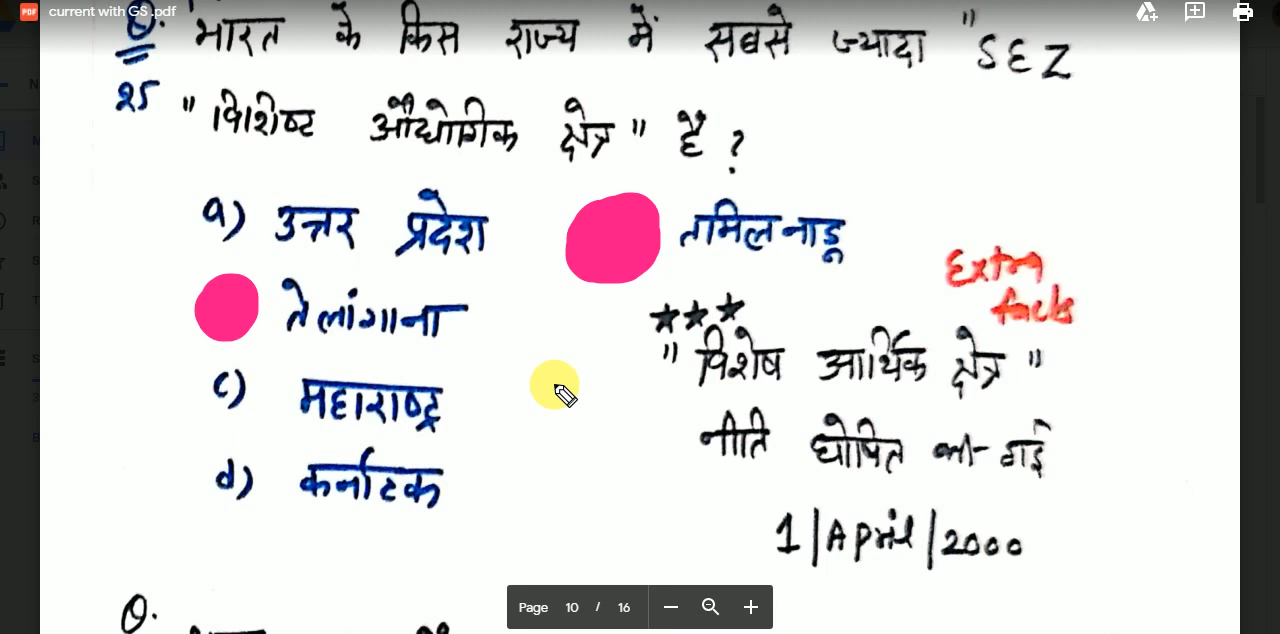 current with GS .pdf
Q. भारत के किस राज्य में सबसे ज्यादा "SEZ
25 "विशिष्ट औद्योगिक क्षेत्र" है ?
a) उत्तर प्रदेश तमिलनाडू
तेलांगाना
Extra
facts
c) महाराष्ट्र
d) कर्नाटक
"विशेष आर्थिक क्षेत्र"
नीति घोषित की गई
1/April/2000
Page 10 / 16
Q.